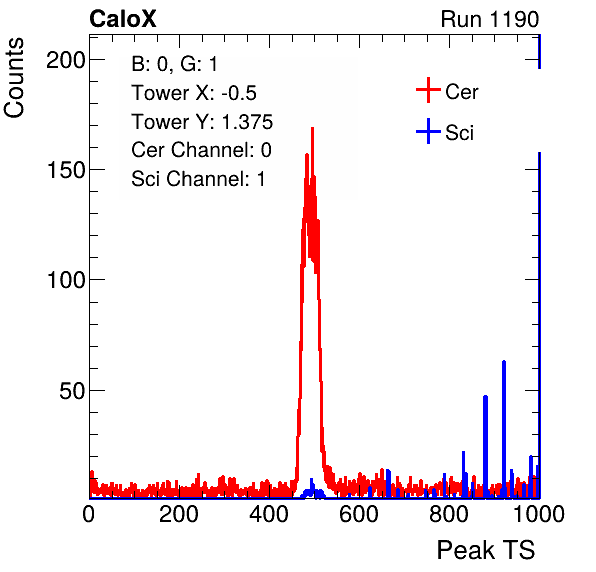 CaloX Run 1190
Counts
B: 0, G: 1
Tower X: -0.5
Tower Y: 1.375
Cer Channel: 0
Sci Channel: 1
Cer
Sci
200
150
100
50
0 200 400 600 800 1000
Peak TS